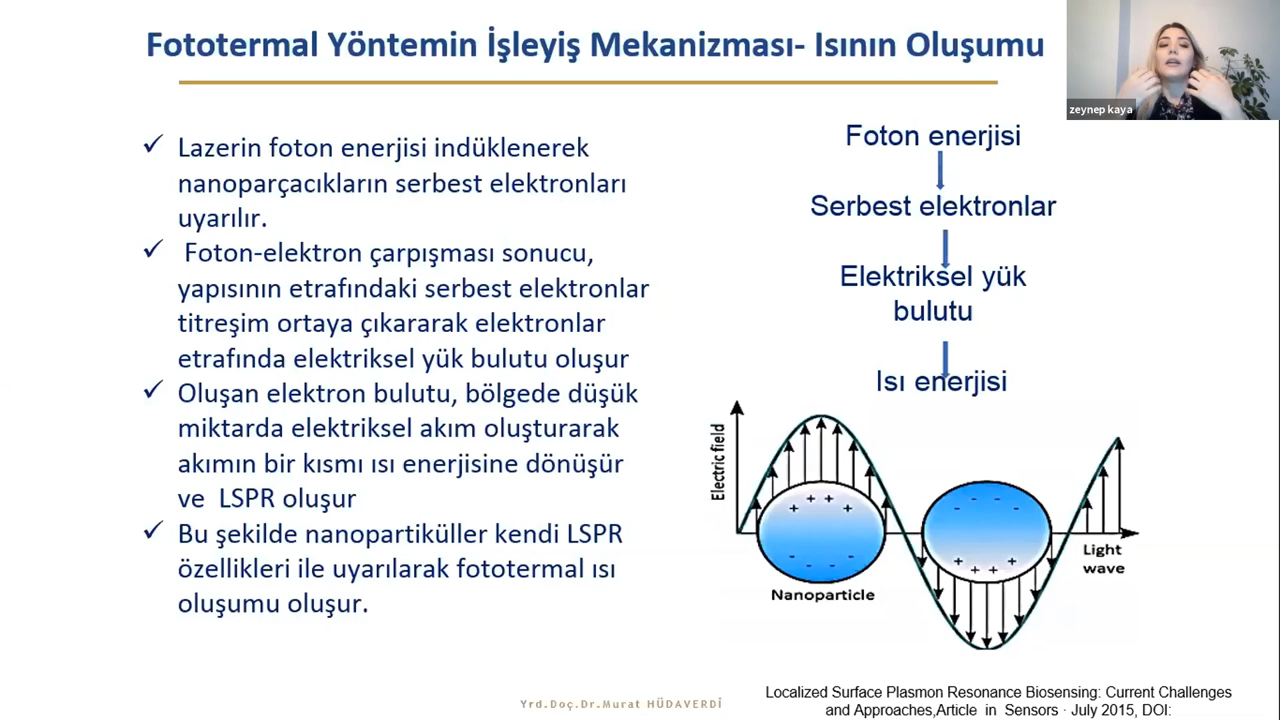 Fototermal Yöntemin İşleyiş Mekanizması- Isının Oluşumu
zeynep kaya
✓ Lazerin foton enerjisi indüklenerek
nanoparçacıkların serbest elektronları
uyarılır.
✓ Foton-elektron çarpışması sonucu,
yapısının etrafındaki serbest elektronlar
titreşim ortaya çıkararak elektronlar
etrafında elektriksel yük bulutu oluşur
✓ Oluşan elektron bulutu, bölgede düşük
miktarda elektriksel akım oluşturarak
akımın bir kısmı ısı enerjisine dönüşür
ve LSPR oluşur
✓ Bu şekilde nanopartiküller kendi LSPR
özellikleri ile uyarılarak fototermal ısı
oluşumu oluşur.
Foton enerjisi
Serbest elektronlar
Elektriksel yük
bulutu
Isı enerjisi
Electric field
+ + + +
- - - -
- - - -
+ + + +
Nanoparticle
Light
wave
Yrd.Doç.Dr.Murat HÜDAVERDİ
Localized Surface Plasmon Resonance Biosensing: Current Challenges
and Approaches,Article in Sensors · July 2015, DOI: